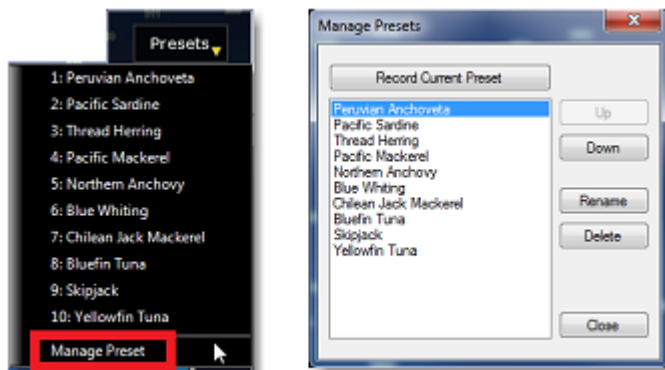 Presets
1: Peruvian Anchoveta
2: Pacific Sardine
3: Thread Herring
4: Pacific Mackerel
5: Northern Anchovy
6: Blue Whiting
7: Chilean Jack Mackerel
8: Bluefin Tuna
9: Skipjack
10: Yellowfin Tuna
Manage Preset
Manage Presets
Record Current Preset
Peruvian Anchoveta
Pacific Sardine
Thread Herring
Pacific Mackerel
Northern Anchovy
Blue Whiting
Chilean Jack Mackerel
Bluefin Tuna
Skipjack
Yellowfin Tuna
Up
Down
Rename
Delete
Close